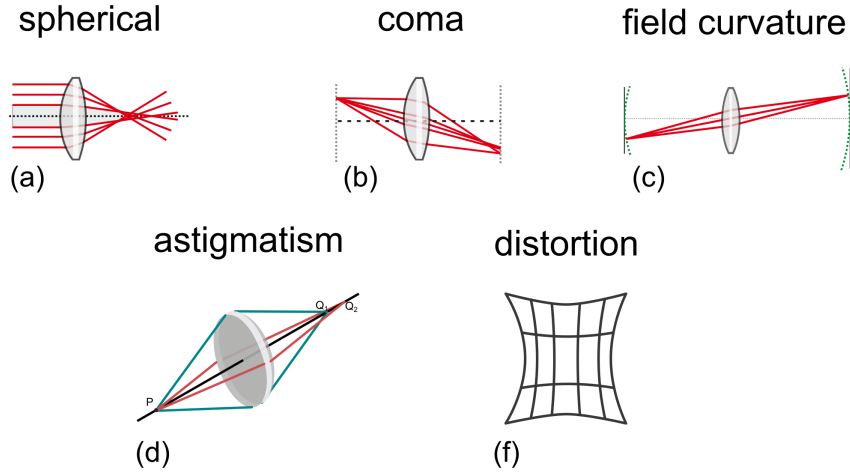 spherical
coma
field curvature
(a)
(b)
(c)
astigmatism
distortion
Q1
Q2
P
(d)
(f)